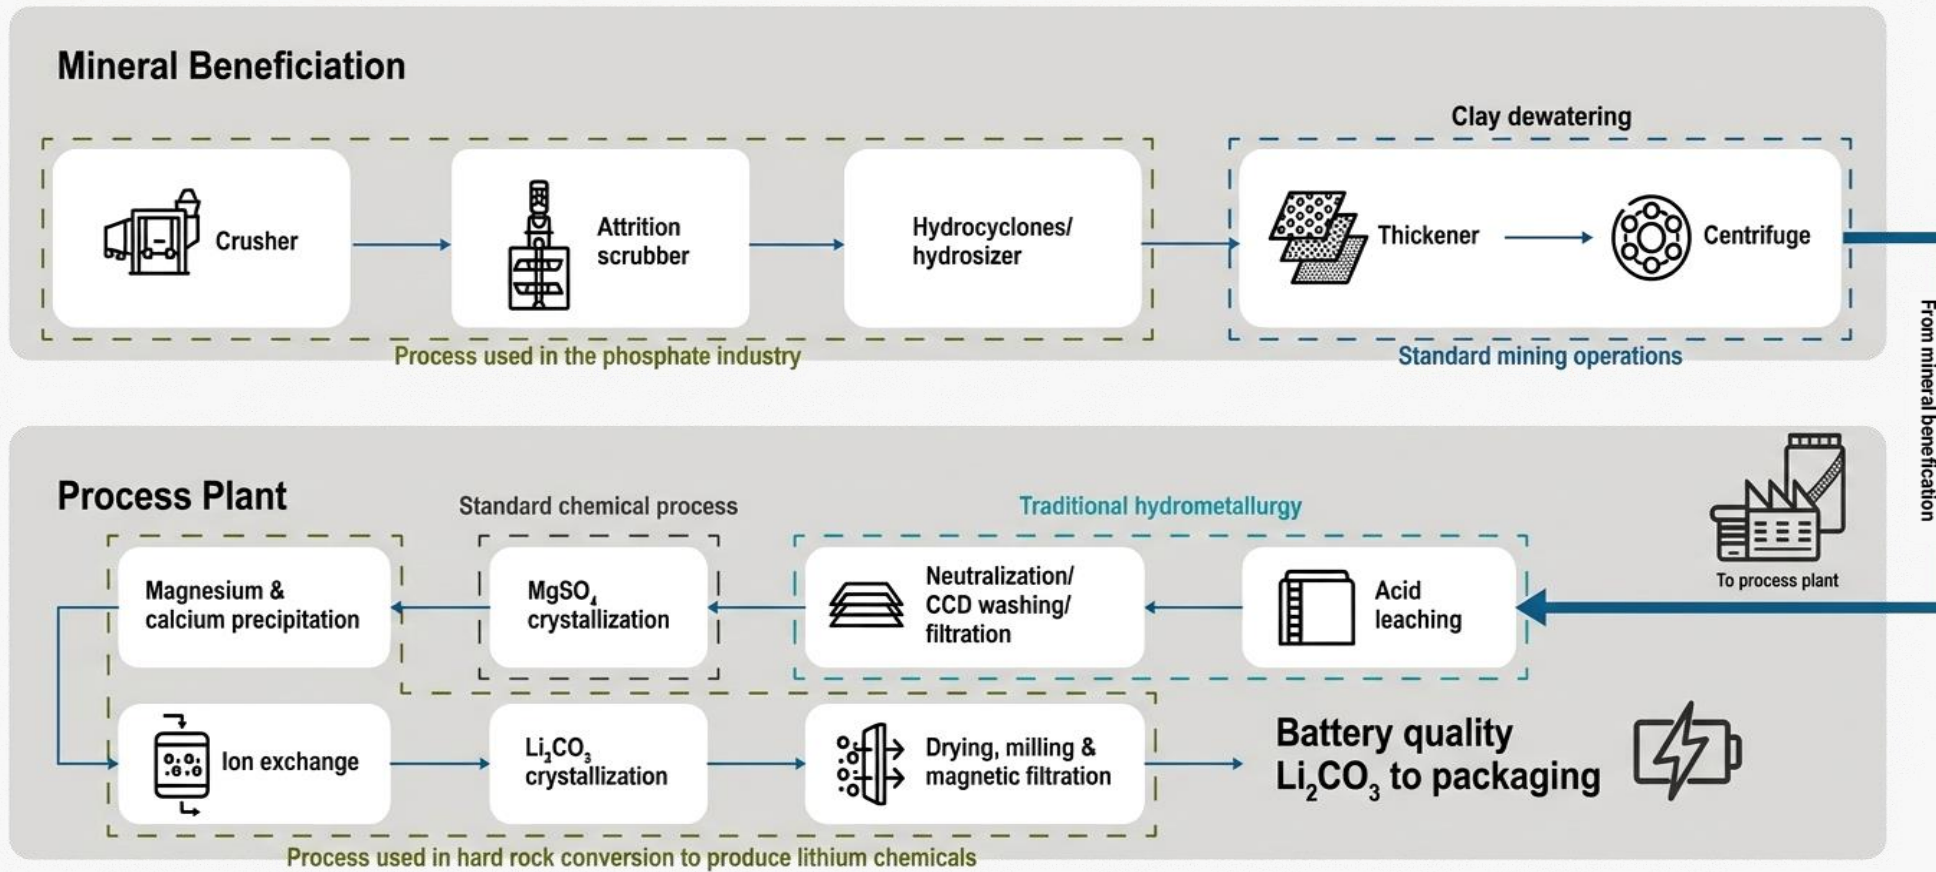 Mineral Beneficiation
Clay dewatering
Crusher
Attrition
scrubber
Hydrocyclones/
hydrosizer
Thickener
Centrifuge
Process used in the phosphate industry
Standard mining operations
From mineral benefication
Process Plant
Standard chemical process
Traditional hydrometallurgy
To process plant
Acid
leaching
Neutralization/
CCD washing/
filtration
MgSO₄
crystallization
Magnesium &
calcium precipitation
Ion exchange
Li₂CO₃
crystallization
Drying, milling &
magnetic filtration
Battery quality
Li₂CO₃ to packaging
Process used in hard rock conversion to produce lithium chemicals